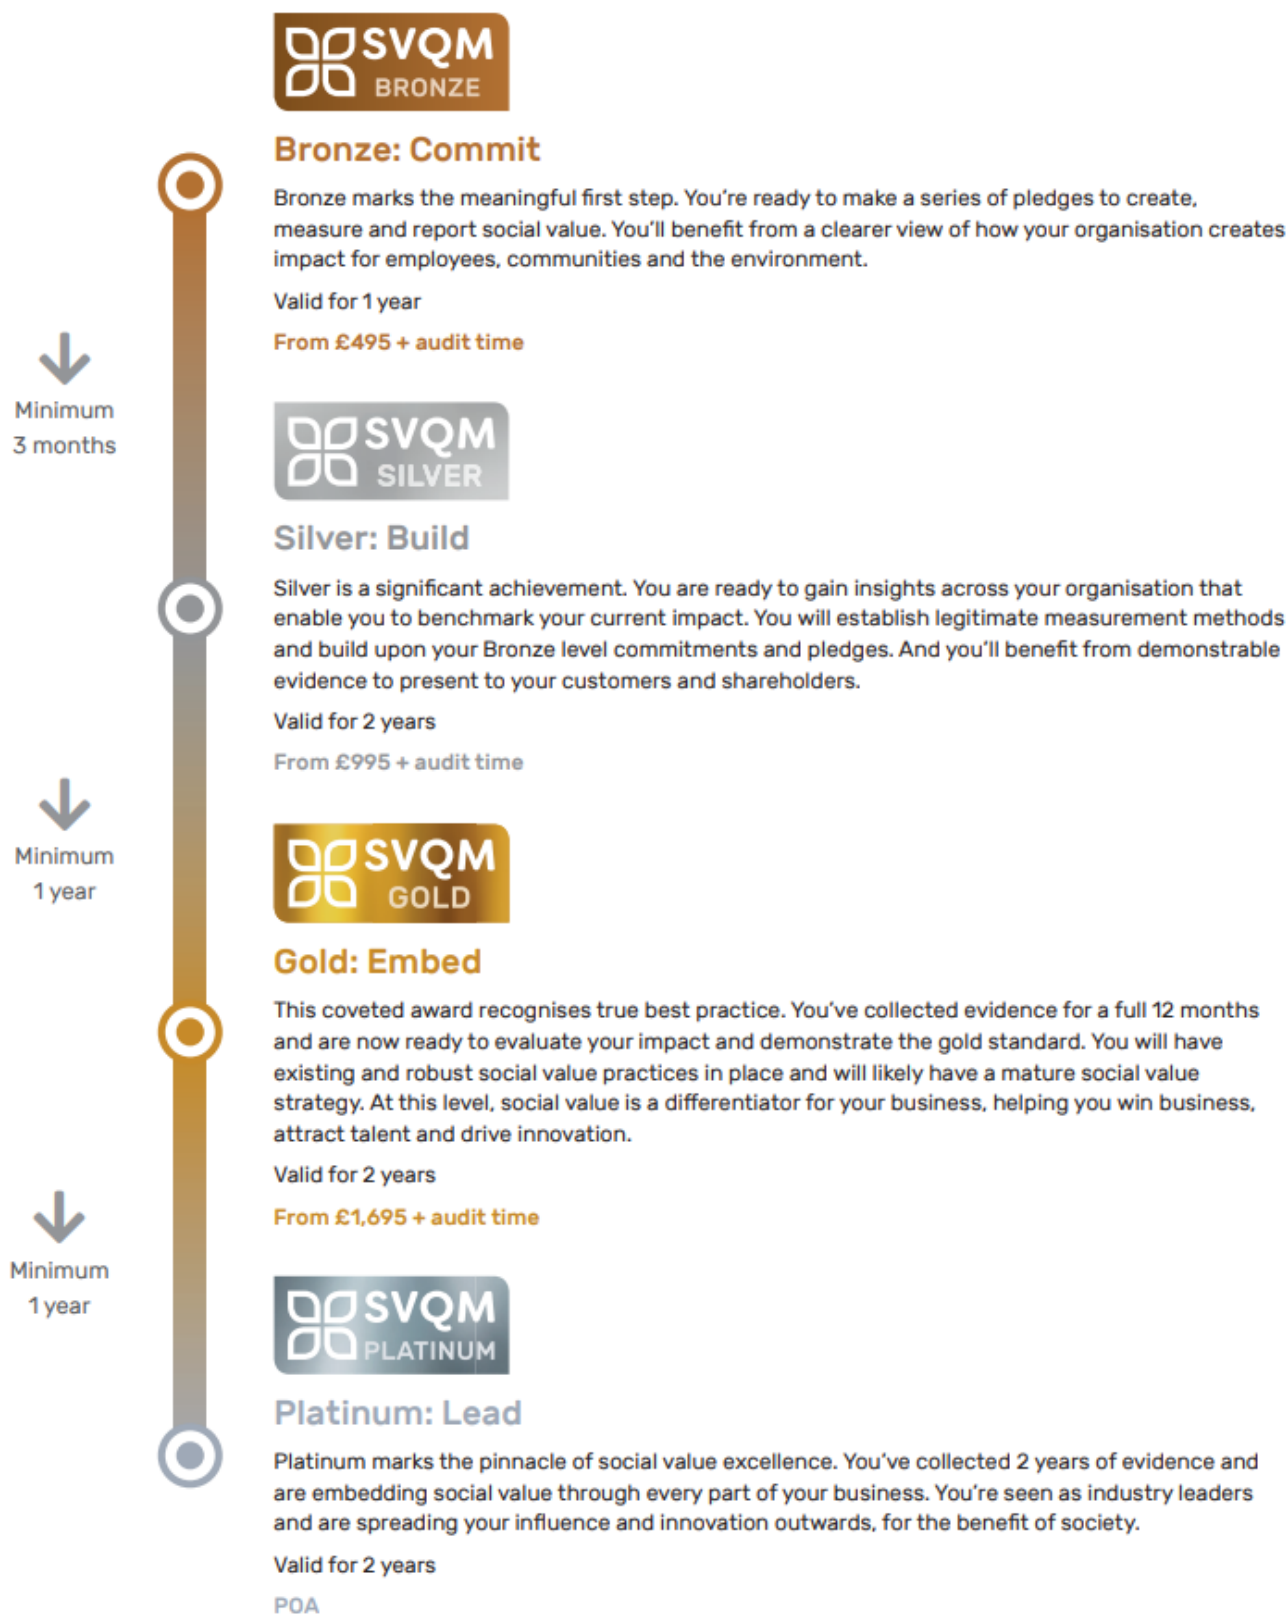 SVQM
BRONZE
Bronze: Commit
Bronze marks the meaningful first step. You're ready to make a series of pledges to create,
measure and report social value. You'll benefit from a clearer view of how your organisation creates
impact for employees, communities and the environment.
Valid for 1 year
From £495 + audit time
Minimum
3 months
SVQM
SILVER
Silver: Build
Silver is a significant achievement. You are ready to gain insights across your organisation that
enable you to benchmark your current impact. You will establish legitimate measurement methods
and build upon your Bronze level commitments and pledges. And you'll benefit from demonstrable
evidence to present to your customers and shareholders.
Valid for 2 years
From £995 + audit time
Minimum
1 year
SVQM
GOLD
Gold: Embed
This coveted award recognises true best practice. You've collected evidence for a full 12 months
and are now ready to evaluate your impact and demonstrate the gold standard. You will have
existing and robust social value practices in place and will likely have a mature social value
strategy. At this level, social value is a differentiator for your business, helping you win business,
attract talent and drive innovation.
Valid for 2 years
From £1,695 + audit time
Minimum
1 year
SVQM
PLATINUM
Platinum: Lead
Platinum marks the pinnacle of social value excellence. You've collected 2 years of evidence and
are embedding social value through every part of your business. You're seen as industry leaders
and are spreading your influence and innovation outwards, for the benefit of society.
Valid for 2 years
POA